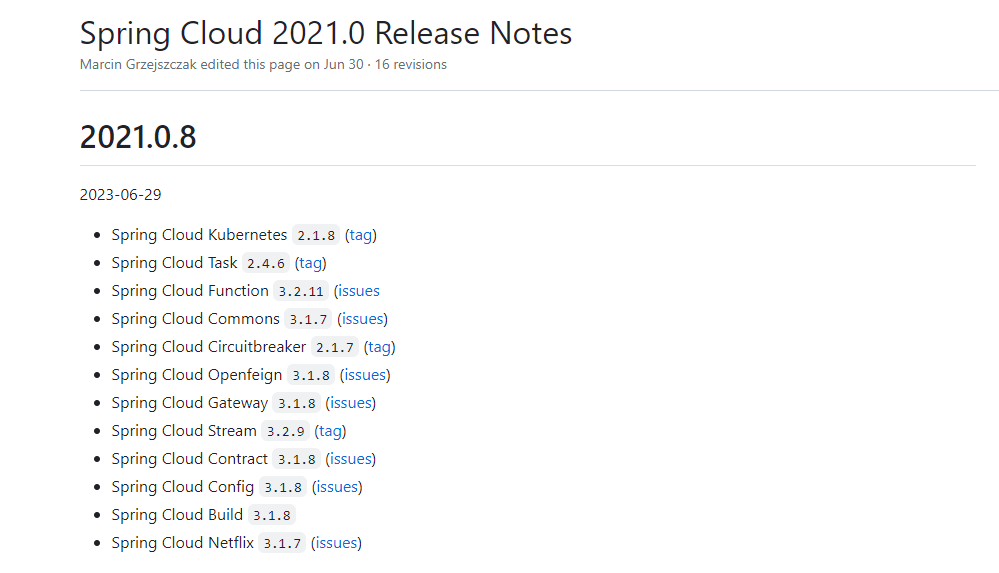 Spring Cloud 2021.0 Release Notes
Marcin Grzejszczak edited this page on Jun 30 · 16 revisions
2021.0.8
2023-06-29
• Spring Cloud Kubernetes 2.1.8 (tag)
• Spring Cloud Task 2.4.6 (tag)
• Spring Cloud Function 3.2.11 (issues
• Spring Cloud Commons 3.1.7 (issues)
• Spring Cloud Circuitbreaker 2.1.7 (tag)
• Spring Cloud Openfeign 3.1.8 (issues)
• Spring Cloud Gateway 3.1.8 (issues)
• Spring Cloud Stream 3.2.9 (tag)
• Spring Cloud Contract 3.1.8 (issues)
• Spring Cloud Config 3.1.8 (issues)
• Spring Cloud Build 3.1.8
• Spring Cloud Netflix 3.1.7 (issues)